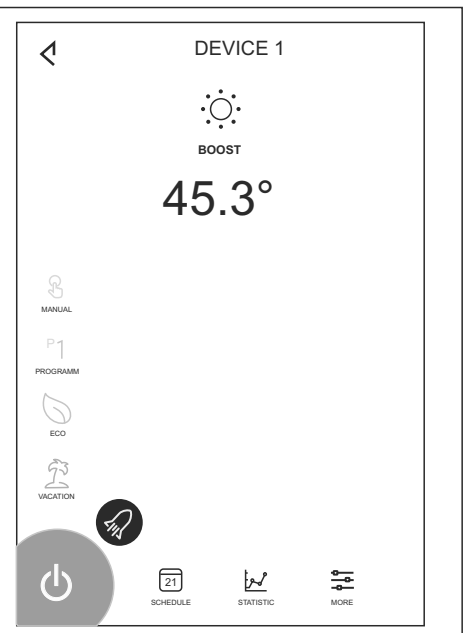 DEVICE 1
BOOST
45.3°
MANUAL
P1
PROGRAMM
ECO
VACATION
21
SCHEDULE
STATISTIC
MORE